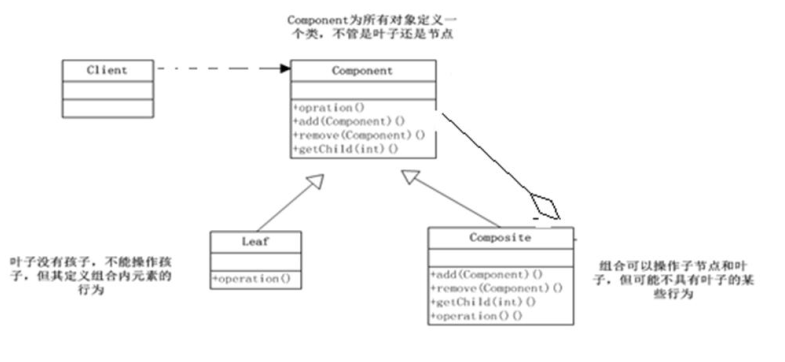 Component为所有对象定义一
个类，不管是叶子还是节点
Client
Component
+opration()
+add(Component)()
+remove(Component)()
+getChild(int)()
Leaf
+operation()
叶子没有孩子，不能操作孩
子，但其定义组合内元素的
行为
Composite
+add(Component)()
+remove(Component)()
+getChild(int)()
+operation()()
组合可以操作子节点和叶
子，但可能不具有叶子的某
些行为